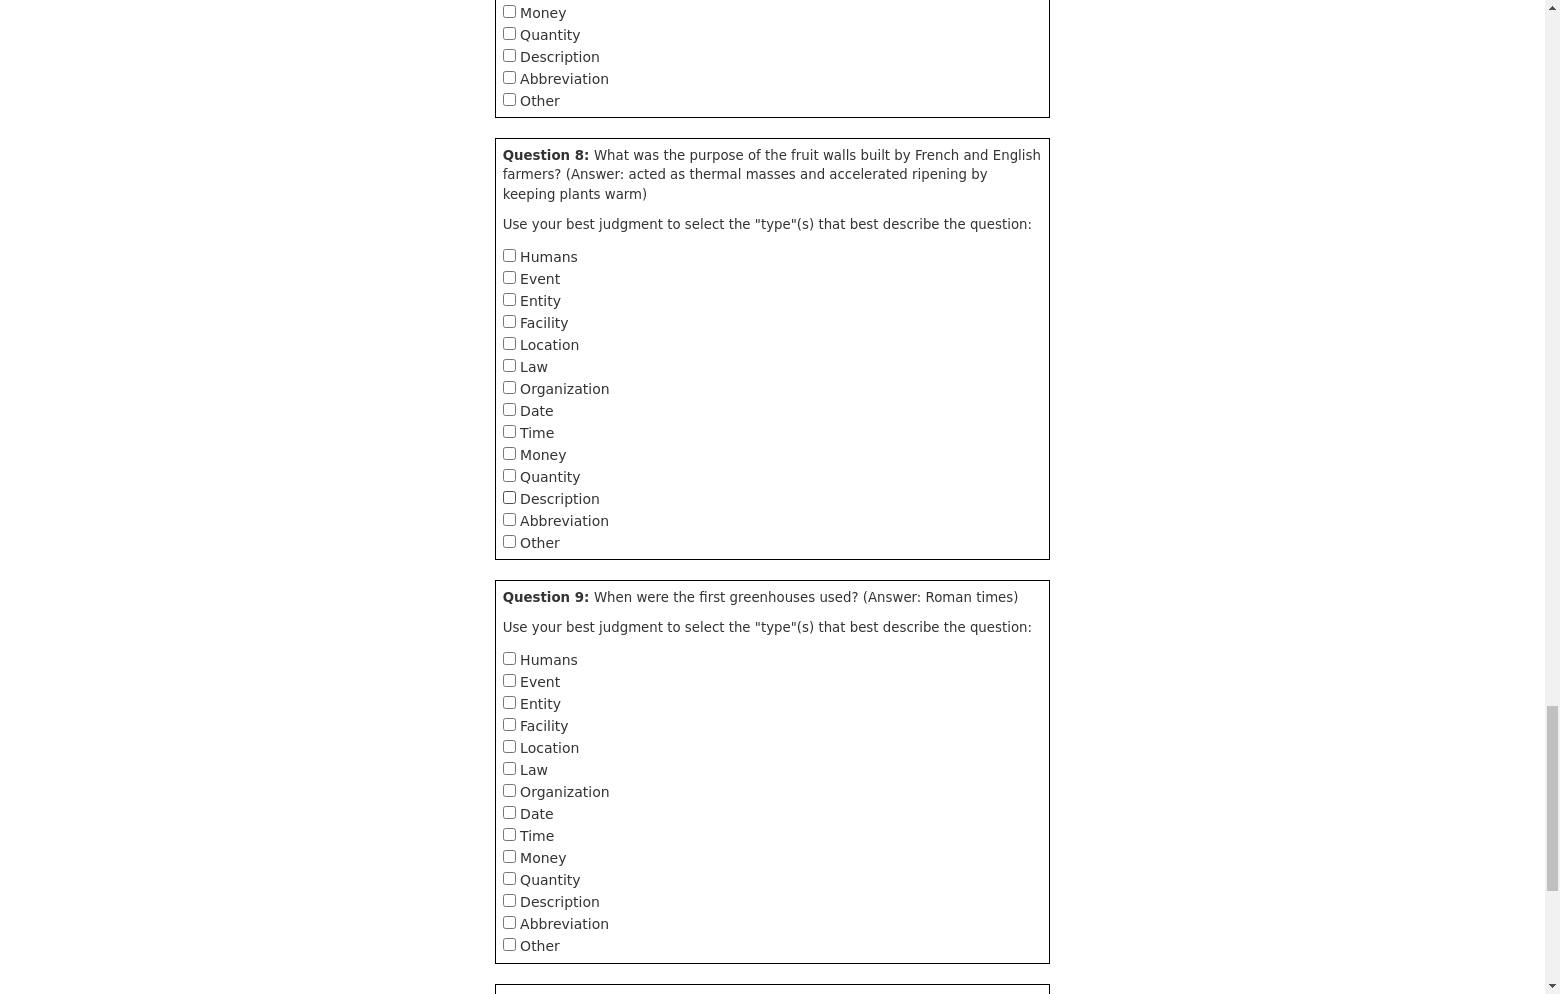 Money
Quantity
Description
Abbreviation
Other
Question 8: What was the purpose of the fruit walls built by French and English
farmers? (Answer: acted as thermal masses and accelerated ripening by
keeping plants warm)
Use your best judgment to select the "type"(s) that best describe the question:
Humans
Event
Entity
Facility
Location
Law
Organization
Date
Time
Money
Quantity
Description
Abbreviation
Other
Question 9: When were the first greenhouses used? (Answer: Roman times)
Use your best judgment to select the "type"(s) that best describe the question:
Humans
Event
Entity
Facility
Location
Law
Organization
Date
Time
Money
Quantity
Description
Abbreviation
Other